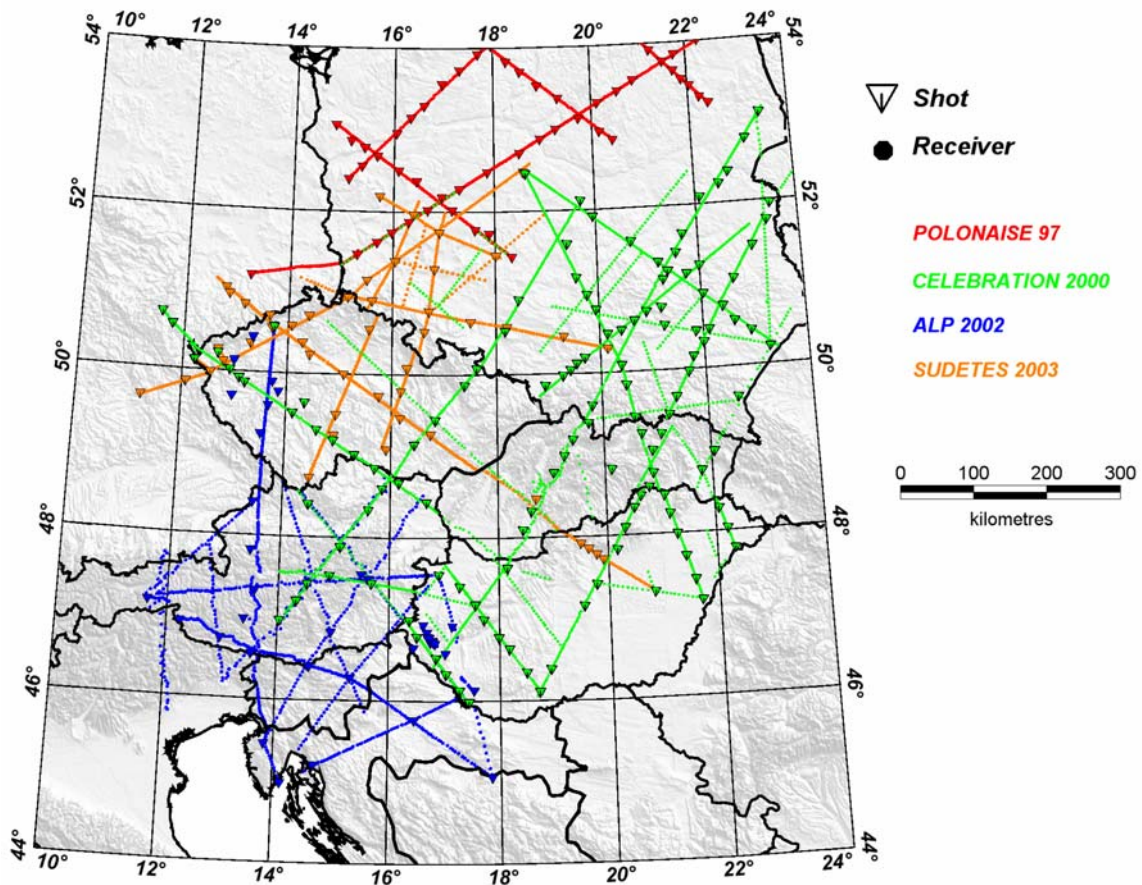 10° 12° 14° 16° 18° 20° 22° 24°
54° 54°
Shot
Receiver
52° 52°
POLONAISE 97
CELEBRATION 2000
ALP 2002
SUDETES 2003
50° 50°
0 100 200 300
kilometres
48° 48°
46° 46°
44° 44°
10° 12° 14° 16° 18° 20° 22° 24°